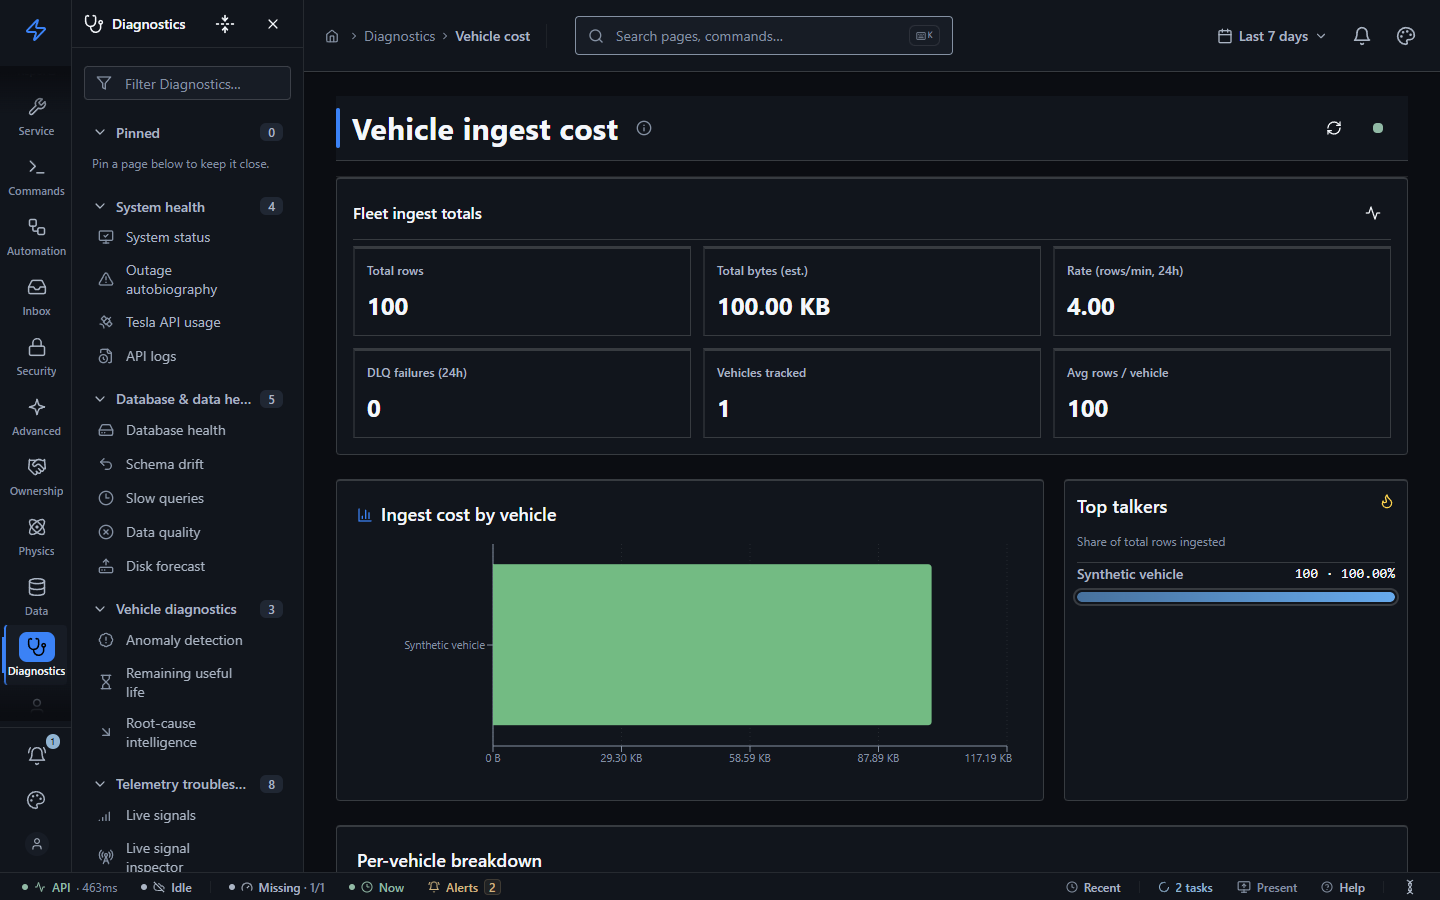 Diagnostics
Diagnostics
Vehicle cost
Search pages, commands...
K
Last 7 days
Service
Commands
Automation
Inbox
Security
Advanced
Ownership
Physics
Data
Diagnostics
1
Filter Diagnostics...
Pinned
0
Pin a page below to keep it close.
System health
4
System status
Outage
autobiography
Tesla API usage
API logs
Database & data he...
5
Database health
Schema drift
Slow queries
Data quality
Disk forecast
Vehicle diagnostics
3
Anomaly detection
Remaining useful
life
Root-cause
intelligence
Telemetry troubles...
8
Live signals
Live signal
inspector
Vehicle ingest cost
Fleet ingest totals
Total rows
100
Total bytes (est.)
100.00 KB
Rate (rows/min, 24h)
4.00
DLQ failures (24h)
0
Vehicles tracked
1
Avg rows / vehicle
100
Ingest cost by vehicle
Synthetic vehicle
0 B
29.30 KB
58.59 KB
87.89 KB
117.19 KB
Top talkers
Share of total rows ingested
Synthetic vehicle
100 · 100.00%
Per-vehicle breakdown
API · 463ms
Idle
Missing · 1/1
Now
Alerts 2
Recent
2 tasks
Present
Help